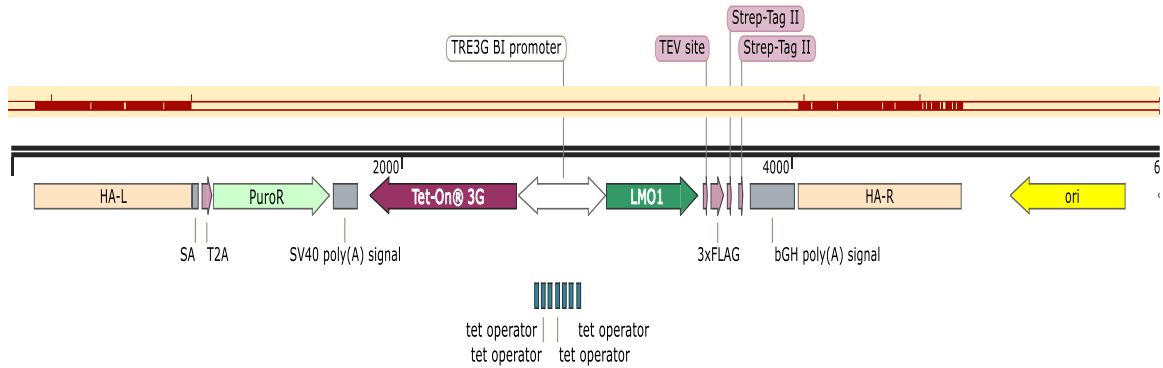 Strep-Tag II
TRE3G BI promoter
TEV site
Strep-Tag II
2000
4000
6
HA-L
PuroR
Tet-On® 3G
LMO1
HA-R
ori
SA
T2A
SV40 poly(A) signal
3xFLAG
bGH poly(A) signal
tet operator
tet operator
tet operator
tet operator